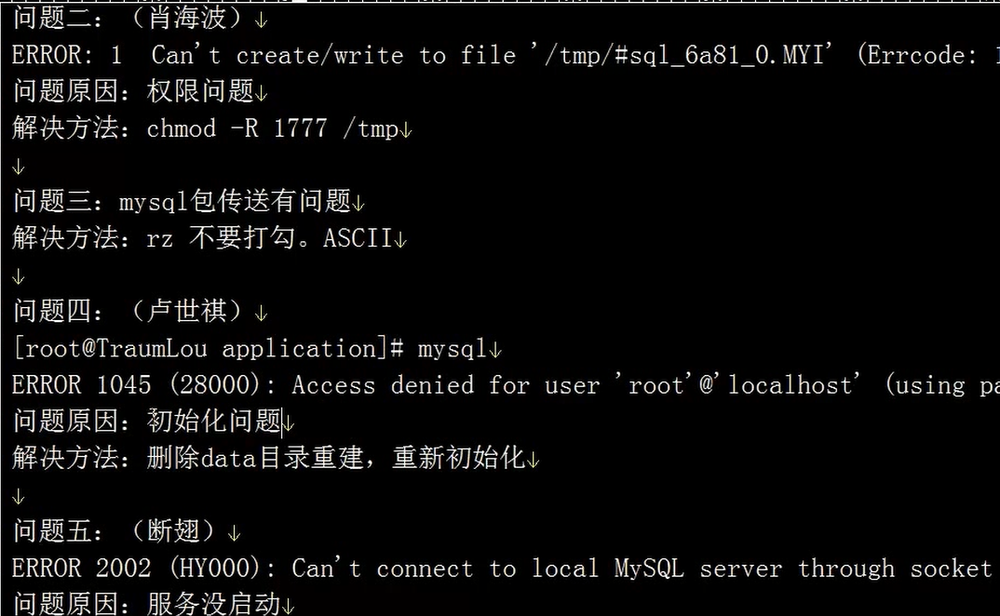 问题二：（肖海波）↓
ERROR: 1  Can't create/write to file '/tmp/#sql_6a81_0.MYI' (Errcode: 1
问题原因：权限问题↓
解决方法：chmod -R 1777 /tmp↓
↓
问题三：mysql包传送有问题↓
解决方法：rz 不要打勾。ASCII↓
↓
问题四：（卢世祺）↓
[root@TraumLou application]# mysql↓
ERROR 1045 (28000): Access denied for user 'root'@'localhost' (using pa
问题原因：初始化问题↓
解决方法：删除data目录重建，重新初始化↓
↓
问题五：（断翅）↓
ERROR 2002 (HY000): Can't connect to local MySQL server through socket
问题原因：服务没启动↓